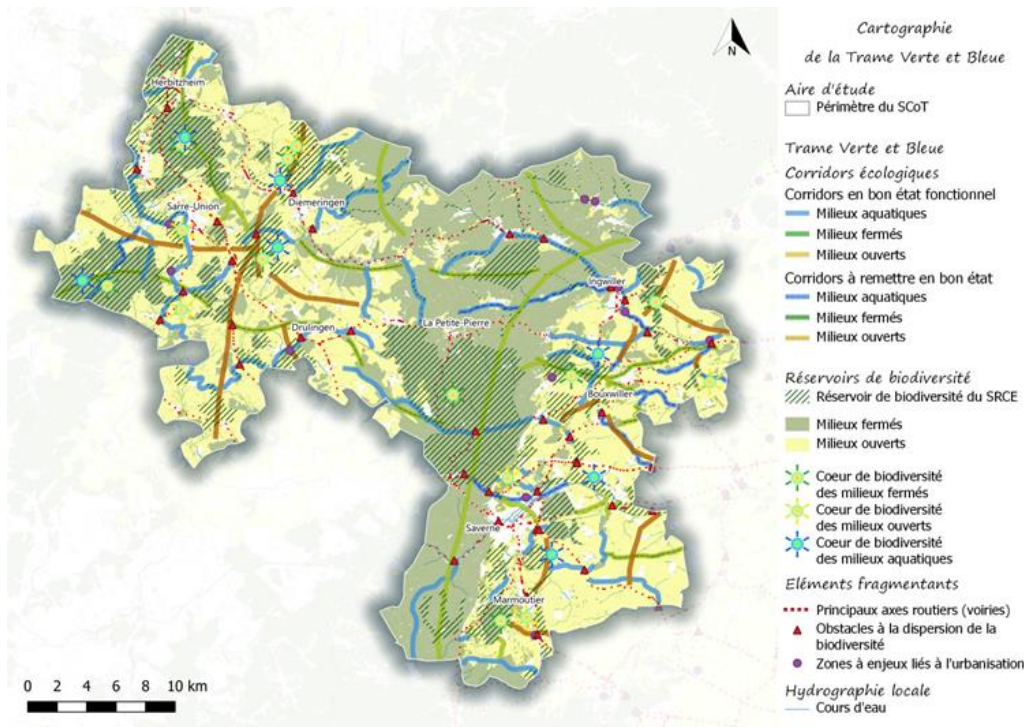 Cartographie
de la Trame Verte et Bleue
Aire d'étude
Périmètre du SCoT
Trame Verte et Bleue
Corridors écologiques
Corridors en bon état fonctionnel
Milieux aquatiques
Milieux fermés
Milieux ouverts
Corridors à remettre en bon état
Milieux aquatiques
Milieux fermés
Milieux ouverts
Réservoirs de biodiversité
Réservoir de biodiversité du SRCE
Milieux fermés
Milieux ouverts
Coeur de biodiversité
des milieux fermés
Coeur de biodiversité
des milieux ouverts
Coeur de biodiversité
des milieux aquatiques
Eléments fragmentants
Principaux axes routiers (voiries)
Obstacles à la dispersion de la
biodiversité
Zones à enjeux liés à l'urbanisation
Hydrographie locale
Cours d'eau
N
Herbitzheim
Sarre-Union
Diemeringen
Ingwiller
La Petite-Pierre
Drulingen
Bouxwiller
Saverne
Marmoutier
0 2 4 6 8 10 km